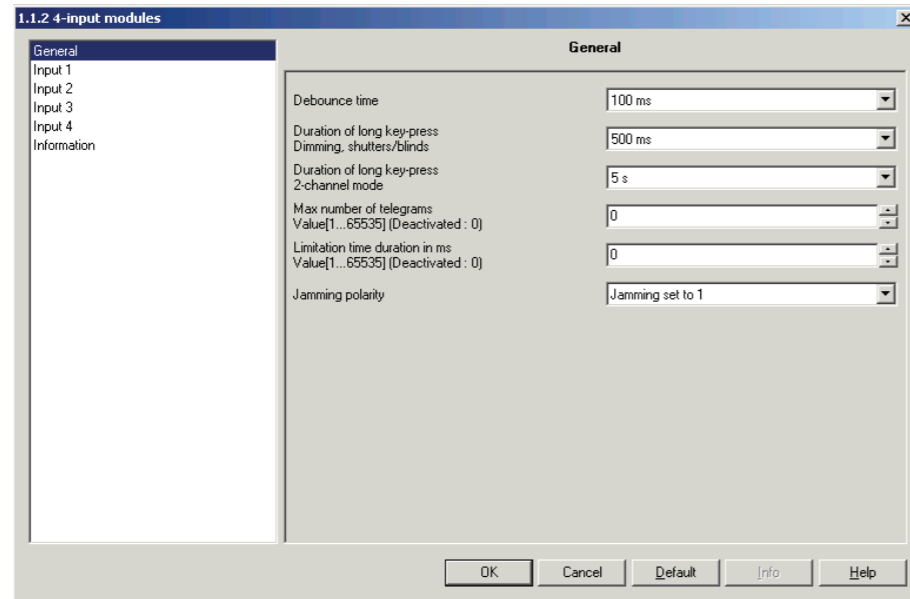 1.1.2 4-input modules
General
Input 1
Input 2
Input 3
Input 4
Information
General
Debounce time
100 ms
Duration of long key-press
Dimming, shutters/blinds
500 ms
Duration of long key-press
2-channel mode
5 s
Max number of telegrams
Value[1...65535] (Deactivated : 0)
0
Limitation time duration in ms
Value[1...65535] (Deactivated : 0)
0
Jamming polarity
Jamming set to 1
OK
Cancel
Default
Info
Help